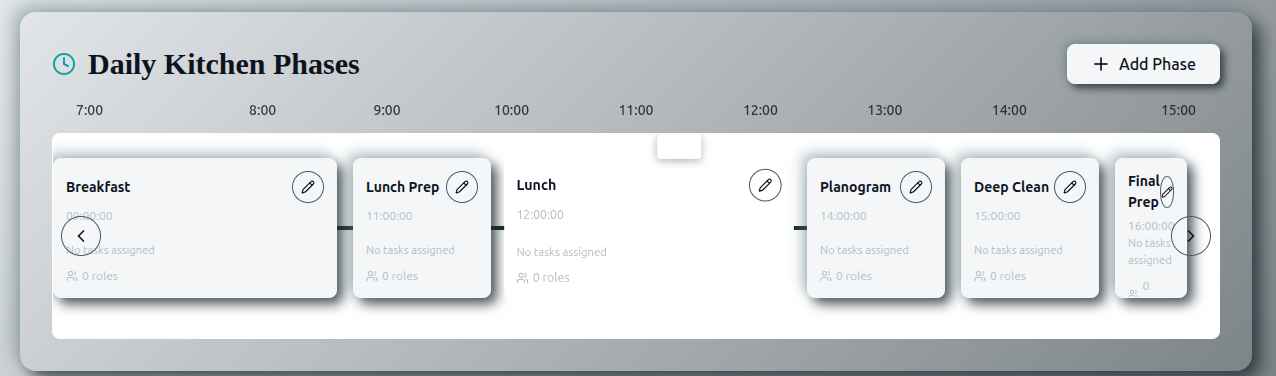 Daily Kitchen Phases
Add Phase
7:00 8:00 9:00 10:00 11:00 12:00 13:00 14:00 15:00
Breakfast
09:00:00
No tasks assigned
0 roles
Lunch Prep
11:00:00
No tasks assigned
0 roles
Lunch
12:00:00
No tasks assigned
0 roles
Planogram
14:00:00
No tasks assigned
0 roles
Deep Clean
15:00:00
No tasks assigned
0 roles
Final
Prep
16:00:00
No tasks
assigned
0